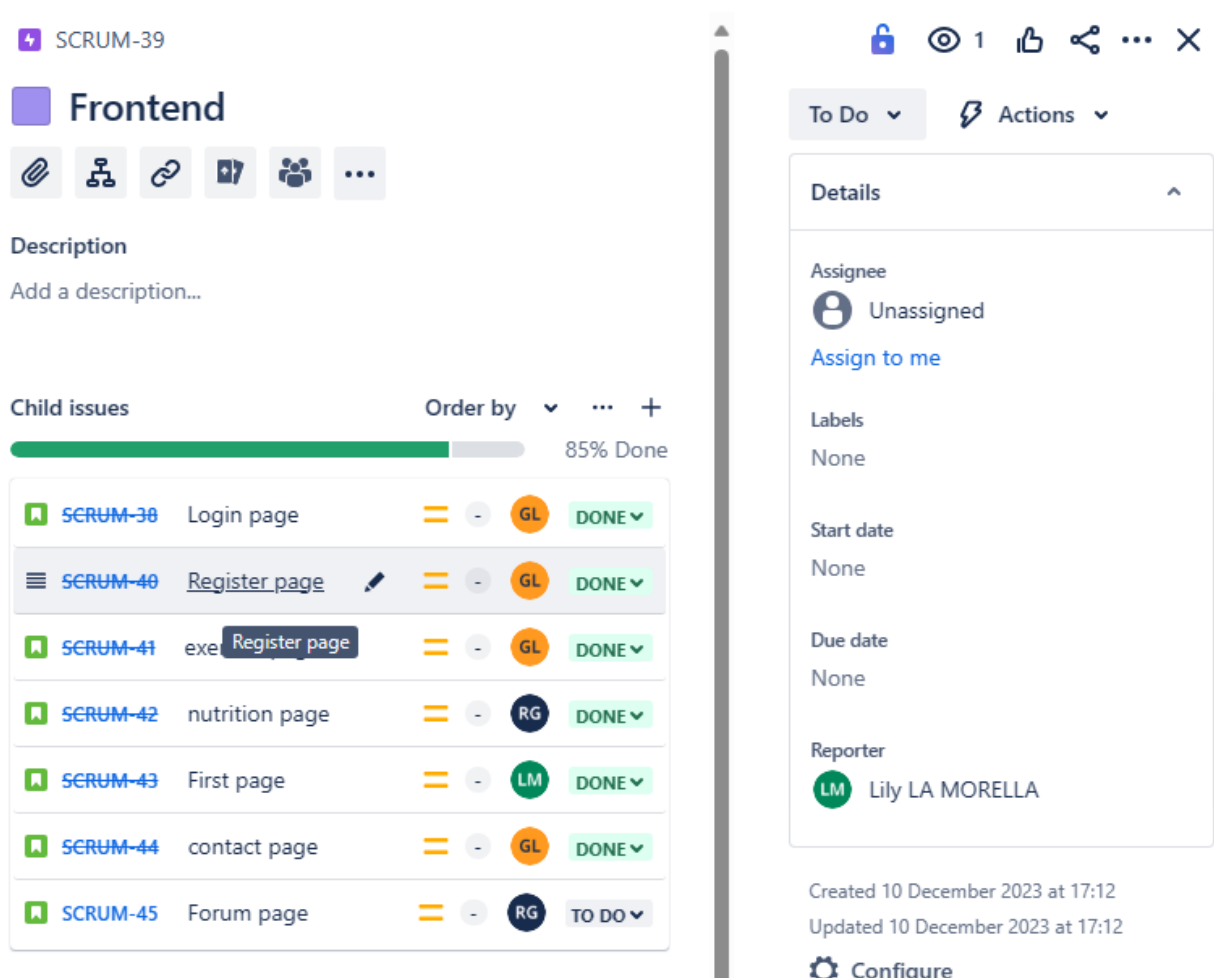 SCRUM-39
1
Frontend
To Do
Actions
Details
Description
Add a description...
Assignee
Unassigned
Assign to me
Child issues
Order by
85% Done
Labels
None
SCRUM-38 Login page - GL DONE
SCRUM-40 Register page - GL DONE
Register page
SCRUM-41 - GL DONE
SCRUM-42 nutrition page - RG DONE
SCRUM-43 First page - LM DONE
SCRUM-44 contact page - GL DONE
SCRUM-45 Forum page - RG TO DO
Start date
None
Due date
None
Reporter
LM Lily LA MORELLA
Created 10 December 2023 at 17:12
Updated 10 December 2023 at 17:12
Configure